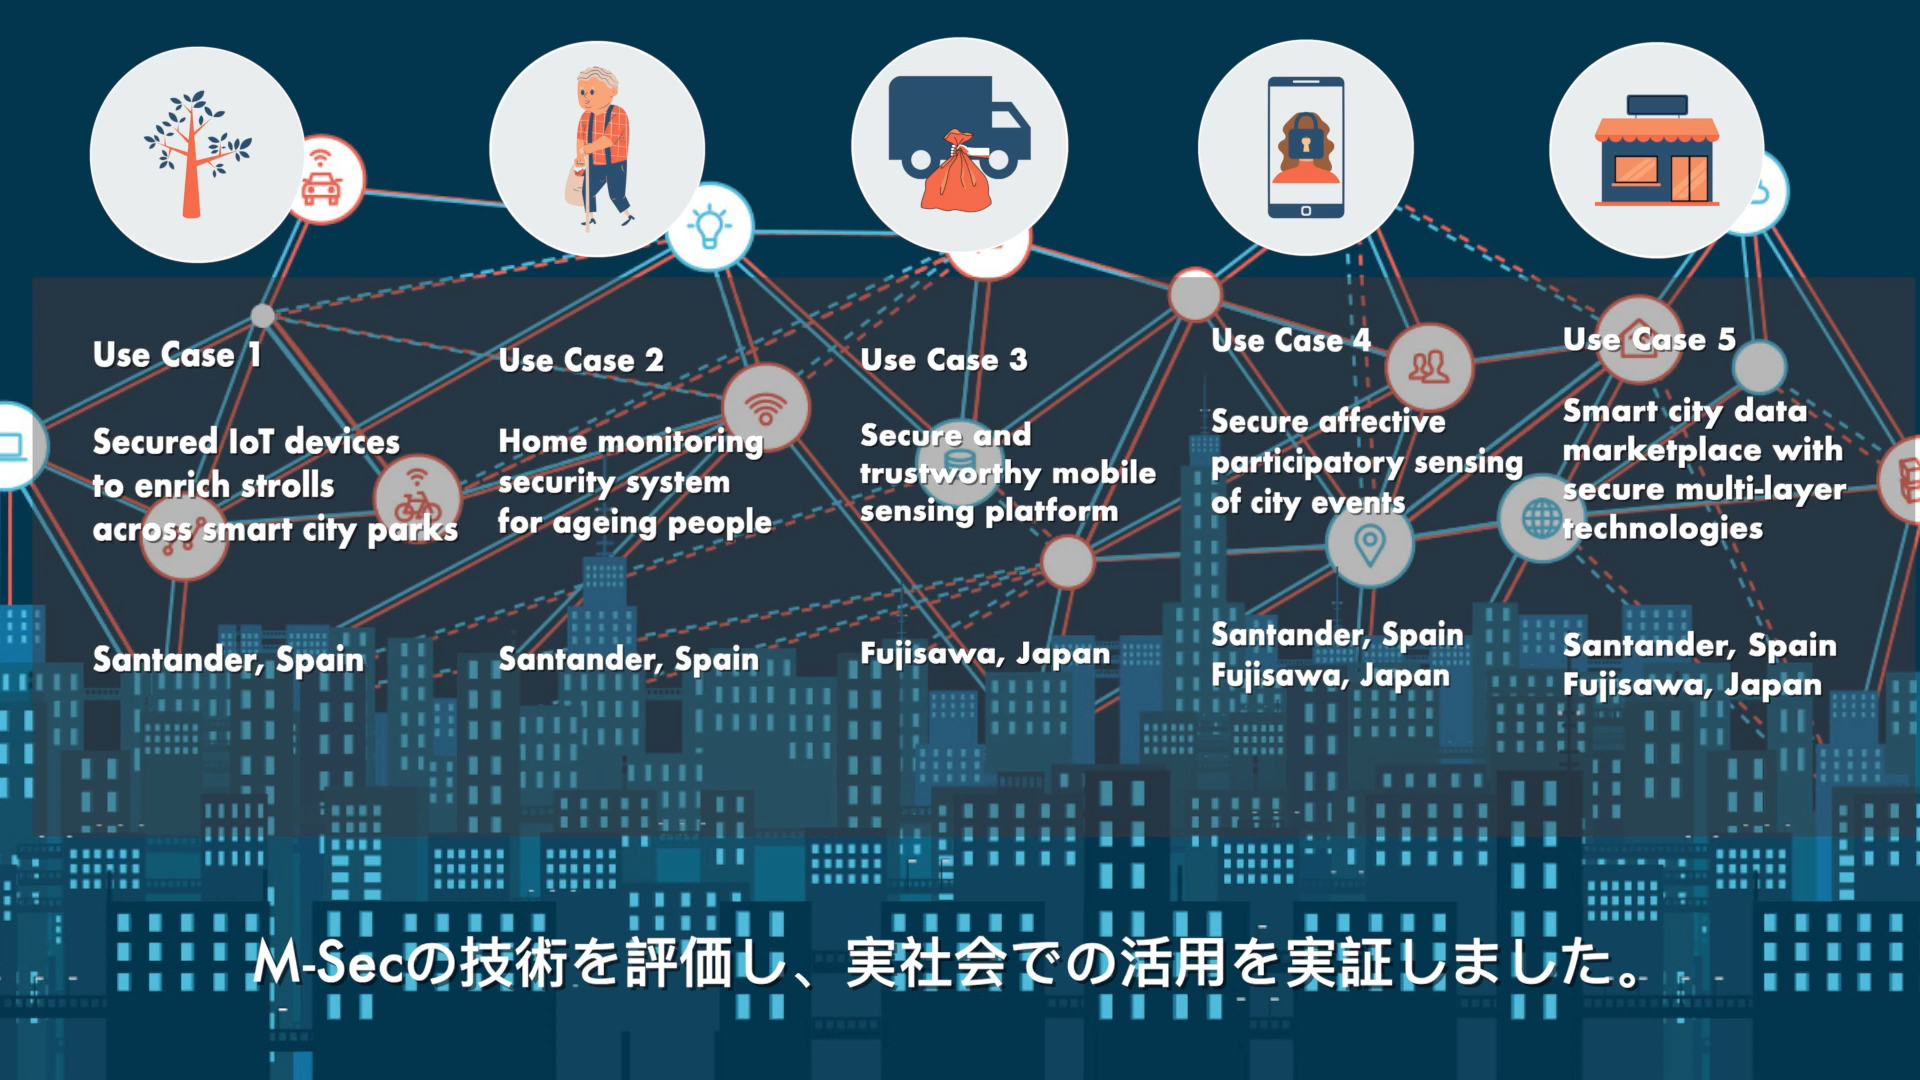 Use Case 1
Secured IoT devices
to enrich strolls
across smart city parks
Santander, Spain
Use Case 2
Home monitoring
security system
for ageing people
Santander, Spain
Use Case 3
Secure and
trustworthy mobile
sensing platform
Fujisawa, Japan
Use Case 4
Secure affective
participatory sensing
of city events
Santander, Spain
Fujisawa, Japan
Use Case 5
Smart city data
marketplace with
secure multi-layer
technologies
Santander, Spain
Fujisawa, Japan
M-Secの技術を評価し、実社会での活用を実証しました。